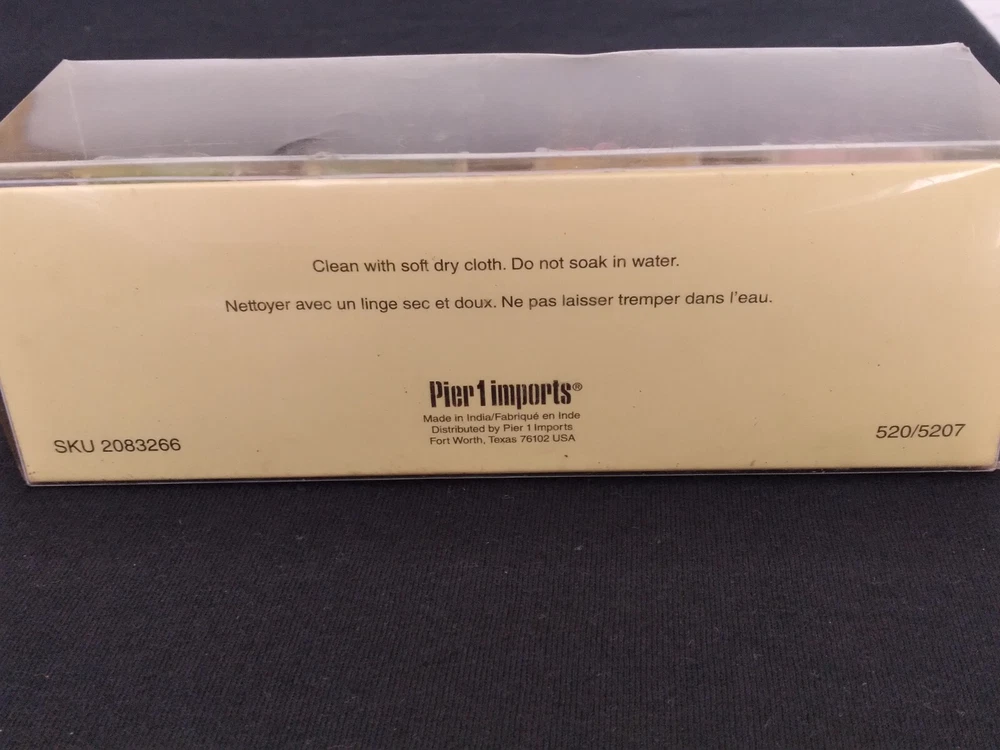 Clean with soft dry cloth. Do not soak in water.
Nettoyer avec un linge sec et doux. Ne pas laisser tremper dans l'eau.
Pier 1 imports®
Made in India/Fabriqué en Inde
Distributed by Pier 1 Imports
Fort Worth, Texas 76102 USA
SKU 2083266
520/5207